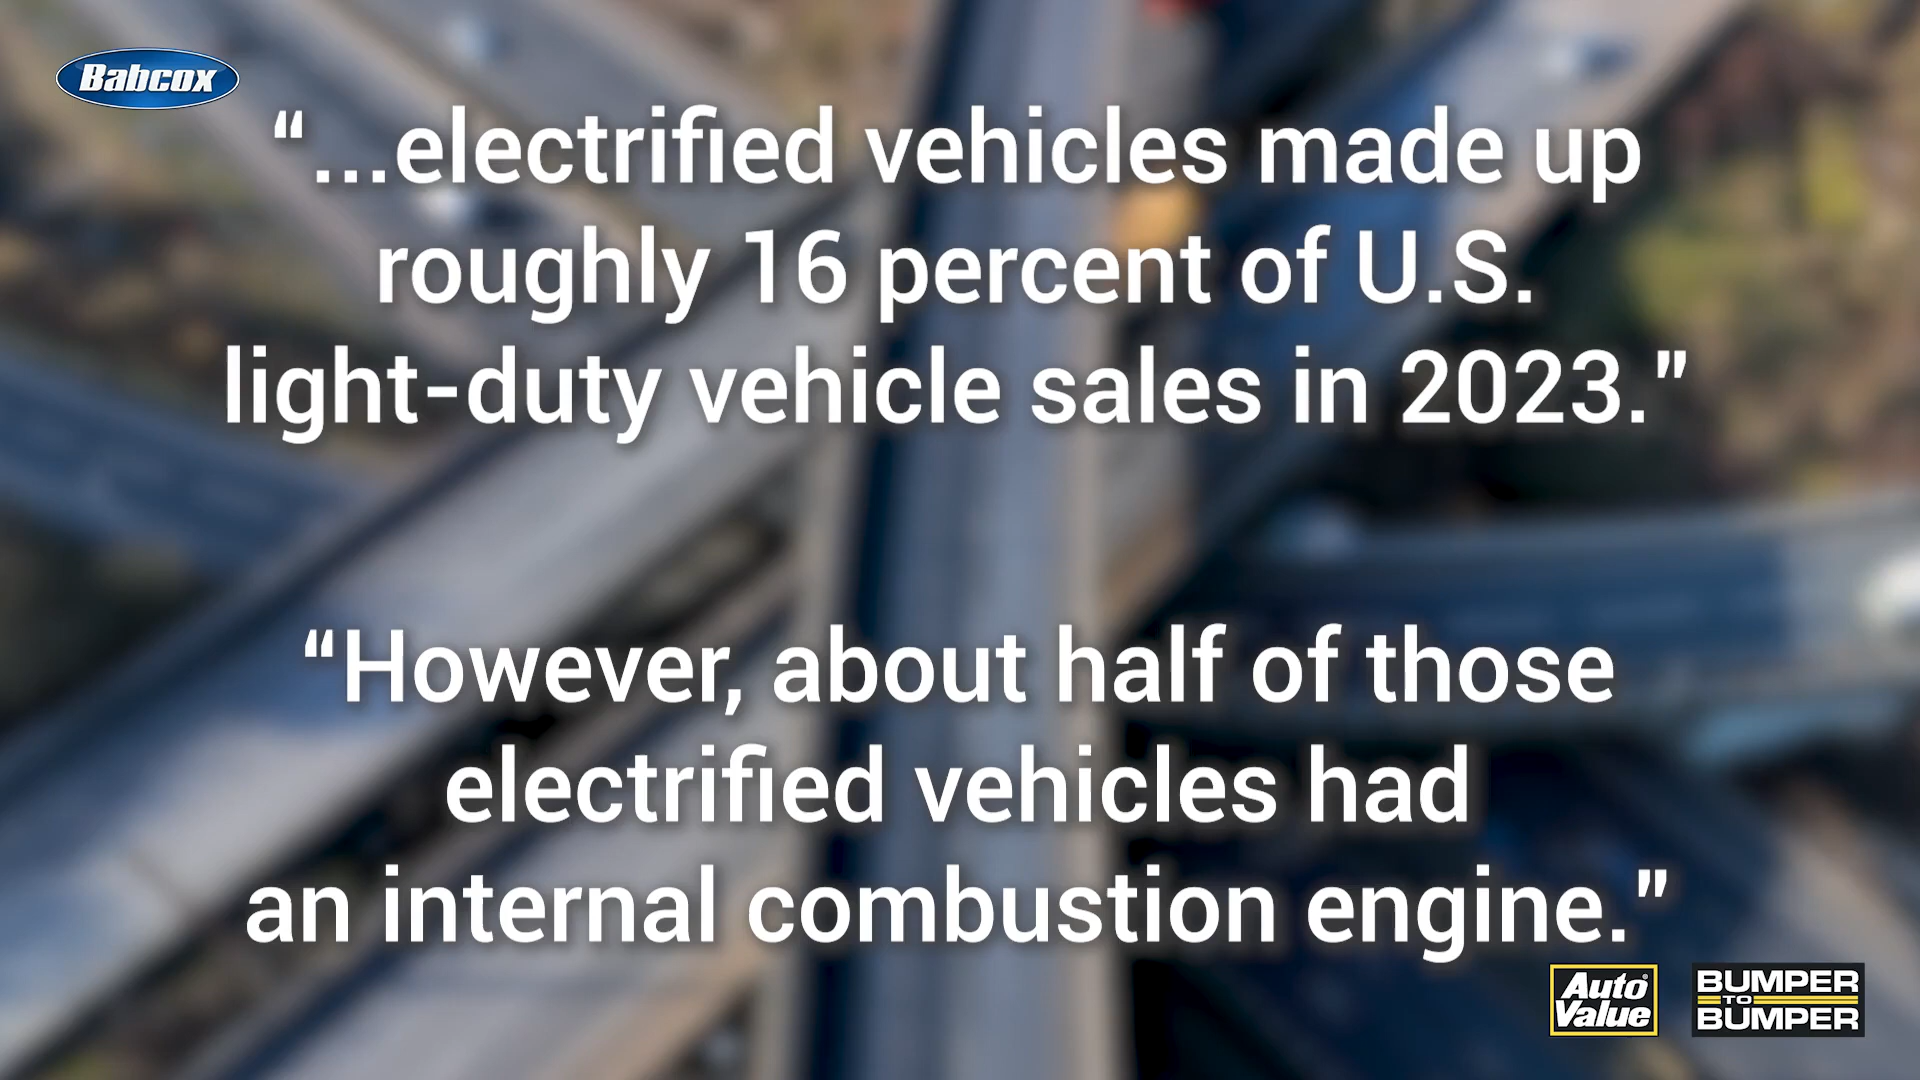 Babcox
“...electrified vehicles made up
roughly 16 percent of U.S.
light-duty vehicle sales in 2023.”
“However, about half of those
electrified vehicles had
an internal combustion engine.”
Auto Value
BUMPER TO BUMPER